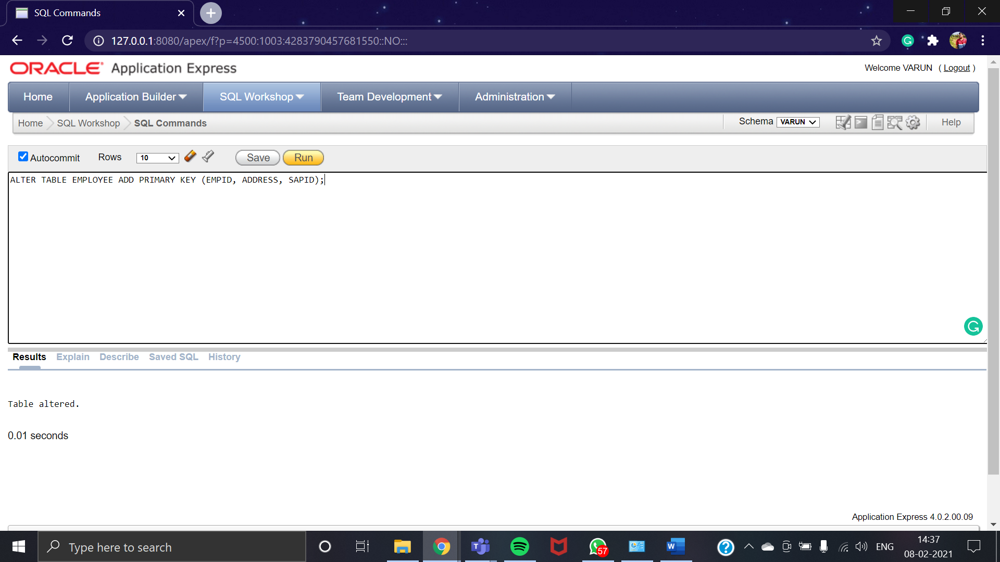 SQL Commands
127.0.0.1:8080/apex/f?p=4500:1003:4283790457681550::NO:::
ORACLE Application Express
Welcome VARUN ( Logout )
Home Application Builder SQL Workshop Team Development Administration
Home SQL Workshop SQL Commands Schema VARUN Help
Autocommit Rows 10 Save Run
ALTER TABLE EMPLOYEE ADD PRIMARY KEY (EMPID, ADDRESS, SAPID);
Results Explain Describe Saved SQL History
Table altered.
0.01 seconds
Application Express 4.0.2.00.09
Type here to search
57
ENG
14:37
08-02-2021